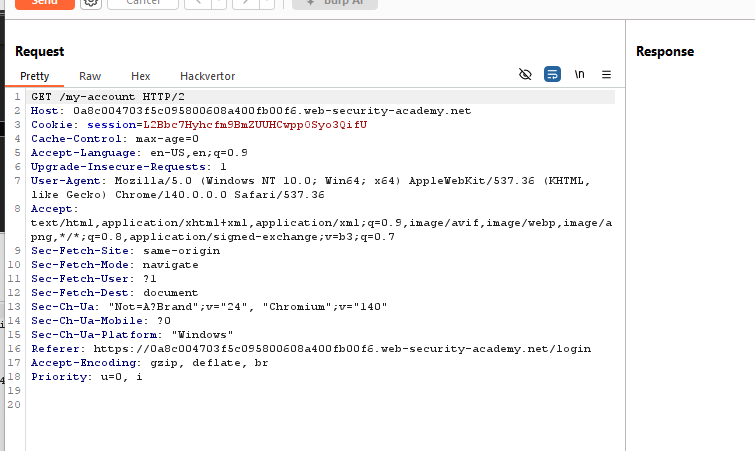 Send
Cancel
Burp AI
Request
Response
Pretty Raw Hex Hackvertor
\n
1 GET /my-account HTTP/2
2 Host: 0a8c004703f5c095800608a400fb00f6.web-security-academy.net
3 Cookie: session=L2Bbc7Hyhcfm9BmZUUHCwpp0Syo3QifU
4 Cache-Control: max-age=0
5 Accept-Language: en-US,en;q=0.9
6 Upgrade-Insecure-Requests: 1
7 User-Agent: Mozilla/5.0 (Windows NT 10.0; Win64; x64) AppleWebKit/537.36 (KHTML,
like Gecko) Chrome/140.0.0.0 Safari/537.36
8 Accept:
text/html,application/xhtml+xml,application/xml;q=0.9,image/avif,image/webp,image/a
png,*/*;q=0.8,application/signed-exchange;v=b3;q=0.7
9 Sec-Fetch-Site: same-origin
10 Sec-Fetch-Mode: navigate
11 Sec-Fetch-User: ?1
12 Sec-Fetch-Dest: document
13 Sec-Ch-Ua: "Not=A?Brand";v="24", "Chromium";v="140"
14 Sec-Ch-Ua-Mobile: ?0
15 Sec-Ch-Ua-Platform: "Windows"
16 Referer: https://0a8c004703f5c095800608a400fb00f6.web-security-academy.net/login
17 Accept-Encoding: gzip, deflate, br
18 Priority: u=0, i
19
20